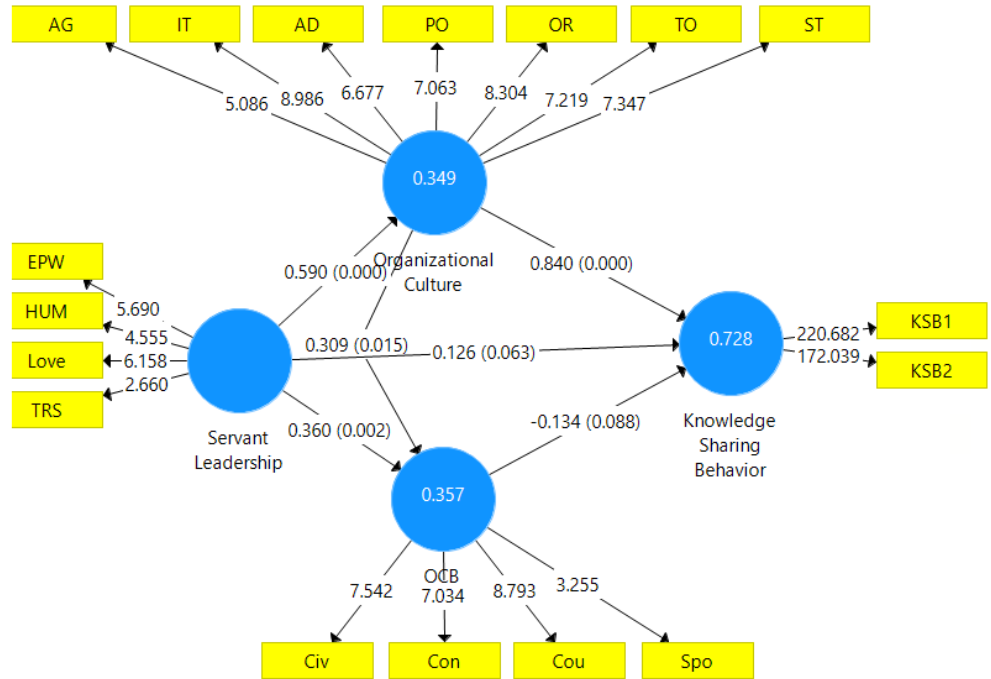 AG
IT
AD
PO
OR
TO
ST
5.086
8.986
6.677
7.063
8.304
7.219
7.347
0.349
Organizational
Culture
EPW
HUM
Love
TRS
5.690
4.555
6.158
2.660
0.590 (0.000)
0.840 (0.000)
0.309 (0.015)
0.126 (0.063)
0.360 (0.002)
-0.134 (0.088)
Servant
Leadership
0.728
Knowledge
Sharing
Behavior
220.682
172.039
KSB1
KSB2
0.357
OCB
7.542
7.034
8.793
3.255
Civ
Con
Cou
Spo